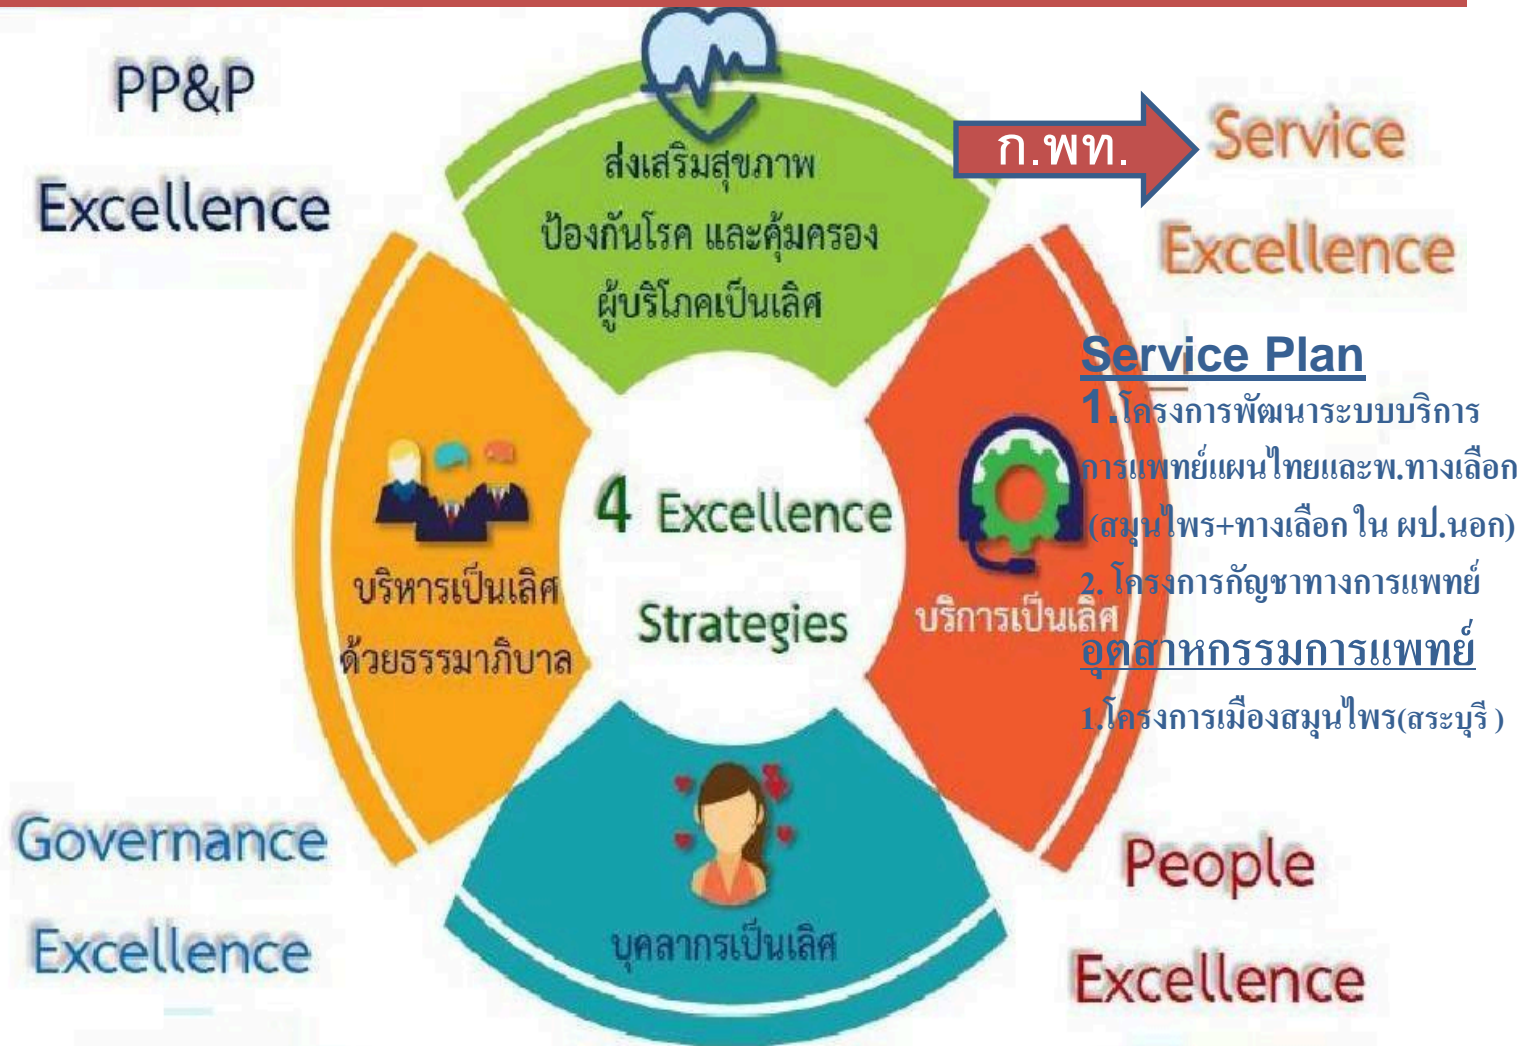 PP&P
Excellence
ส่งเสริมสุขภาพ
ป้องกันโรค และคุ้มครอง
ผู้บริโภคเป็นเลิศ
ก.พท.
Service
Excellence
Service Plan
1.โครงการพัฒนาระบบบริการ
การแพทย์แผนไทยและพ.ทางเลือก
(สมุนไพร+ทางเลือก ใน ผป.นอก)
2. โครงการกัญชาทางการแพทย์
อุตสาหกรรมการแพทย์
1.โครงการเมืองสมุนไพร(สระบุรี )
บริหารเป็นเลิศ
ด้วยธรรมาภิบาล
4 Excellence
Strategies
บริการเป็นเลิศ
บุคลากรเป็นเลิศ
Governance
Excellence
People
Excellence